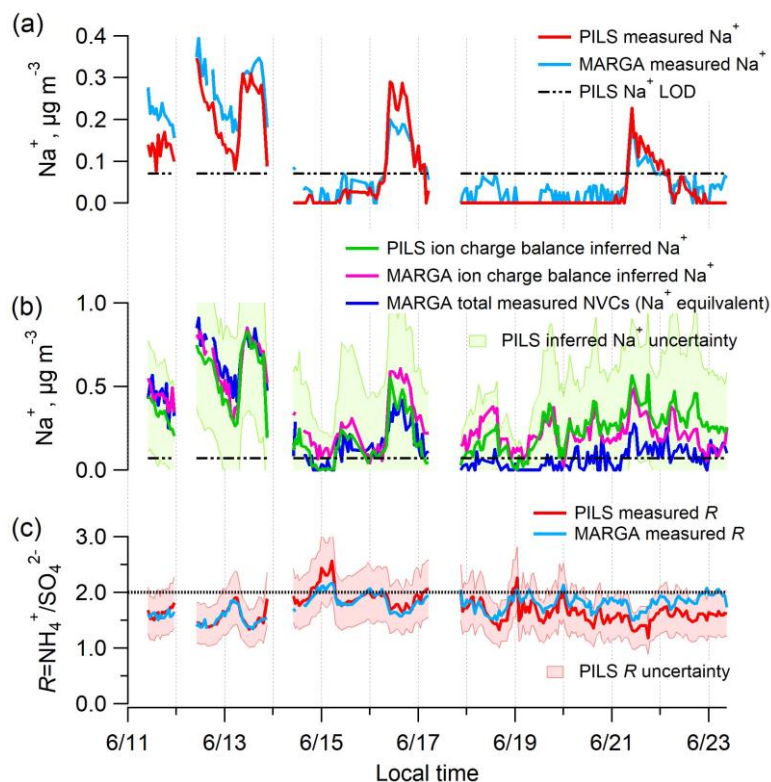 (a)
PILS measured Na⁺
MARGA measured Na⁺
PILS Na⁺ LOD
Na⁺, µg m⁻³
0.4
0.3
0.2
0.1
0.0
PILS ion charge balance inferred Na⁺
MARGA ion charge balance inferred Na⁺
MARGA total measured NVCs (Na⁺ equilvalent)
(b)
PILS inferred Na⁺ uncertainty
Na⁺, µg m⁻³
1.0
0.5
0.0
(c)
PILS measured R
MARGA measured R
R=NH₄⁺/SO₄²⁻
3.0
2.0
1.0
0.0
PILS R uncertainty
6/11 6/13 6/15 6/17 6/19 6/21 6/23
Local time